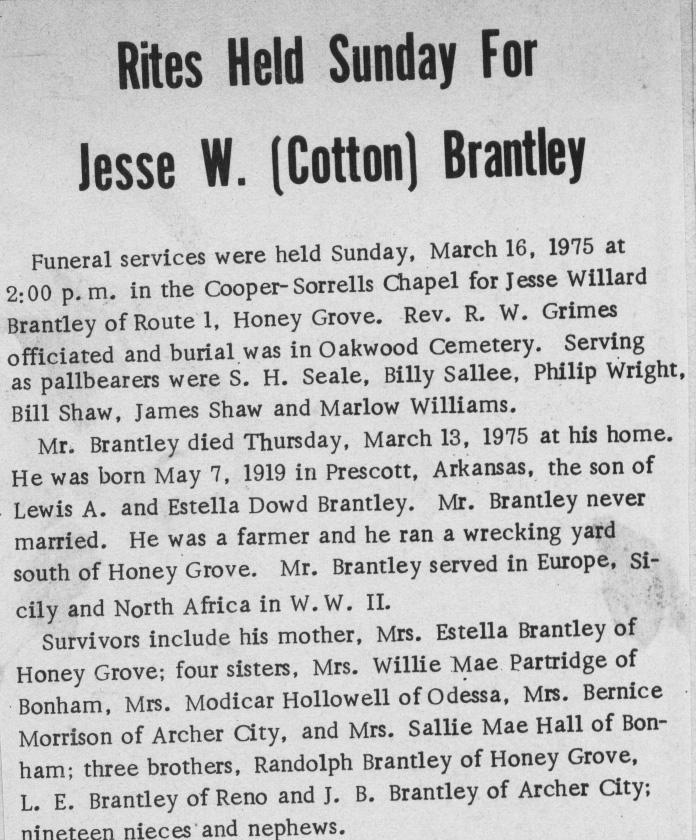 Rites Held Sunday For
Jesse W. (Cotton) Brantley
Funeral services were held Sunday, March 16, 1975 at
2:00 p.m. in the Cooper-Sorrells Chapel for Jesse Willard
Brantley of Route 1, Honey Grove. Rev. R. W. Grimes
officiated and burial was in Oakwood Cemetery. Serving
as pallbearers were S. H. Seale, Billy Sallee, Philip Wright,
Bill Shaw, James Shaw and Marlow Williams.
Mr. Brantley died Thursday, March 13, 1975 at his home.
He was born May 7, 1919 in Prescott, Arkansas, the son of
Lewis A. and Estella Dowd Brantley. Mr. Brantley never
married. He was a farmer and he ran a wrecking yard
south of Honey Grove. Mr. Brantley served in Europe, Si-
cily and North Africa in W. W. II.
Survivors include his mother, Mrs. Estella Brantley of
Honey Grove; four sisters, Mrs. Willie Mae Partridge of
Bonham, Mrs. Modicar Hollowell of Odessa, Mrs. Bernice
Morrison of Archer City, and Mrs. Sallie Mae Hall of Bon-
ham; three brothers, Randolph Brantley of Honey Grove,
L. E. Brantley of Reno and J. B. Brantley of Archer City;
nineteen nieces and nephews.